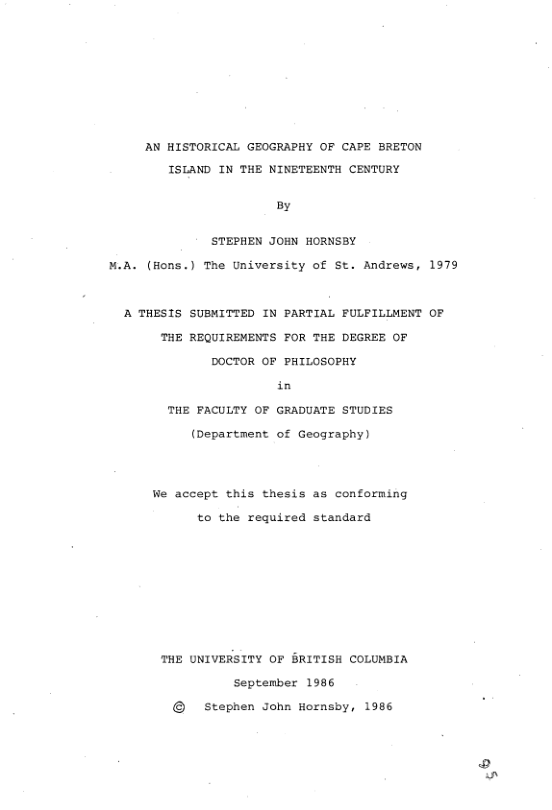 AN HISTORICAL GEOGRAPHY OF CAPE BRETON
ISLAND IN THE NINETEENTH CENTURY
By
STEPHEN JOHN HORNSBY
M.A. (Hons.) The University of St. Andrews, 1979
A THESIS SUBMITTED IN PARTIAL FULFILLMENT OF
THE REQUIREMENTS FOR THE DEGREE OF
DOCTOR OF PHILOSOPHY
in
THE FACULTY OF GRADUATE STUDIES
(Department of Geography)
We accept this thesis as conforming
to the required standard
THE UNIVERSITY OF BRITISH COLUMBIA
September 1986
© Stephen John Hornsby, 1986